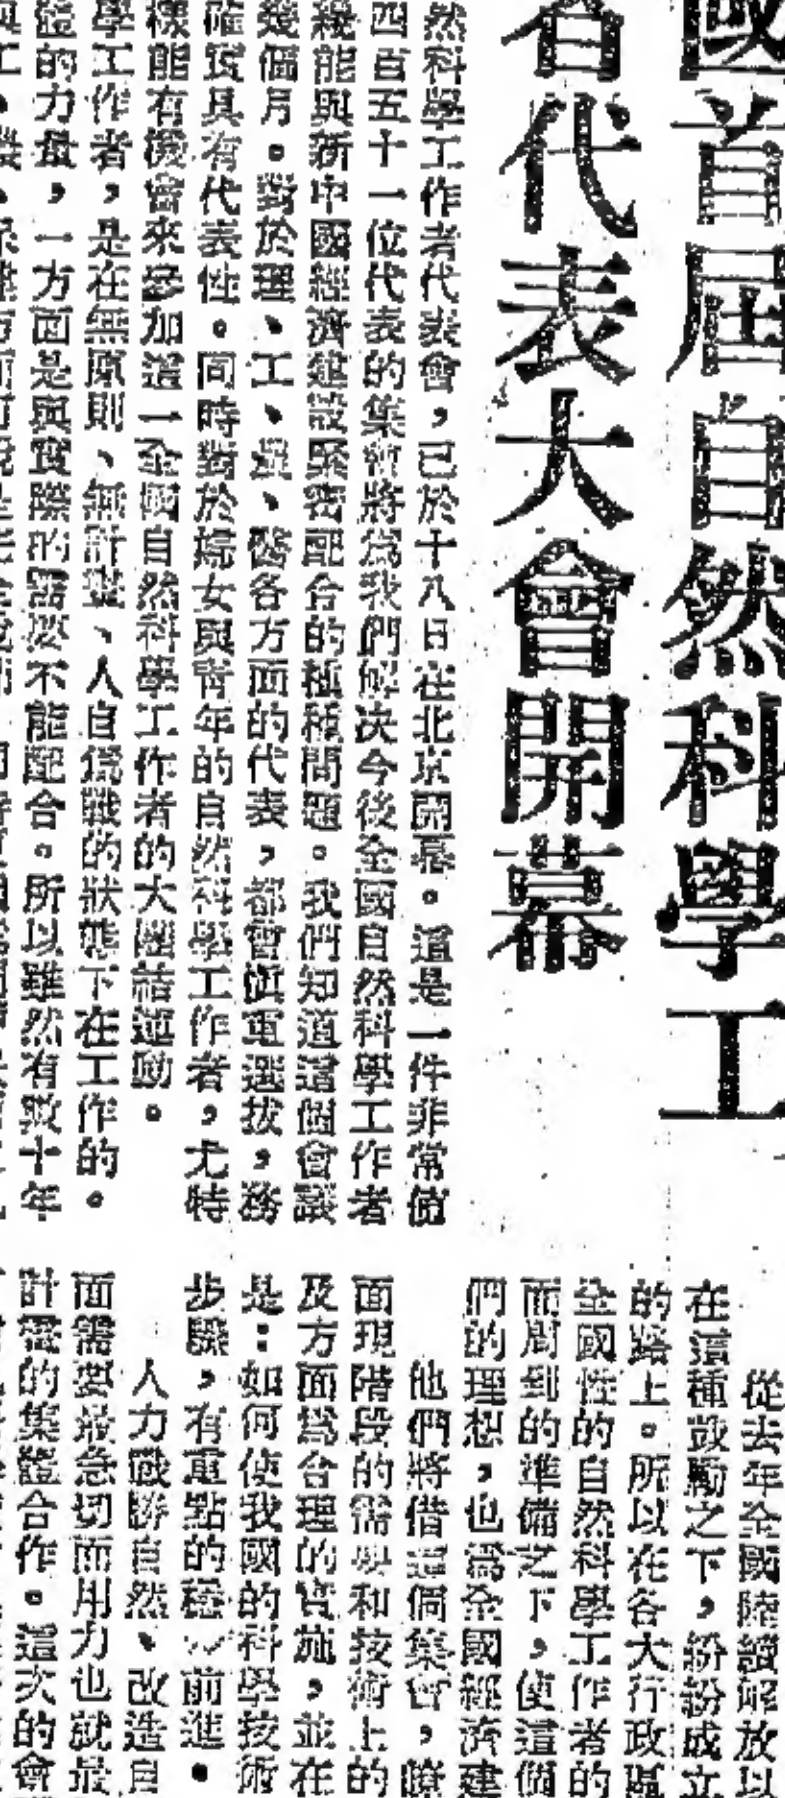 國首屆自然科學工
者代表大會開幕
然科學工作者代表會，已於十八日在北京開幕。這是一件非常值
四百五十一位代表的集會將為我們解決今後全國自然科學工作者
幾能與新中國經濟建設緊密配合的種種問題。我們知道這個會議
幾個月。對於理、工、農、醫各方面的代表，都曾慎重選拔，務
確實具有代表性。同時對於婦女與青年的自然科學工作者，尤特
樣能有機會來參加這一全國自然科學工作者的大團結運動。
學工作者，是在無原則、無計劃、人自為戰的狀態下在工作的。
體的力量，一方面是與實際的需要不能配合。所以雖然有數十年
從去年全國陸續解放以
在這種鼓勵之下，紛紛成立
的路上。所以在各大行政區
全國性的自然科學工作者的
而周到的準備之下，使這個
們的理想，也為全國經濟建
他們將借這個集會，瞭
面現階段的需要和技術上的
及方面為合理的實施，並在
是：如何使我國的科學技術
步驟，有重點的穩前進。
人力戰勝自然、改造自
面需要最急切而用力也就最
計劃的集體合作。這次的會